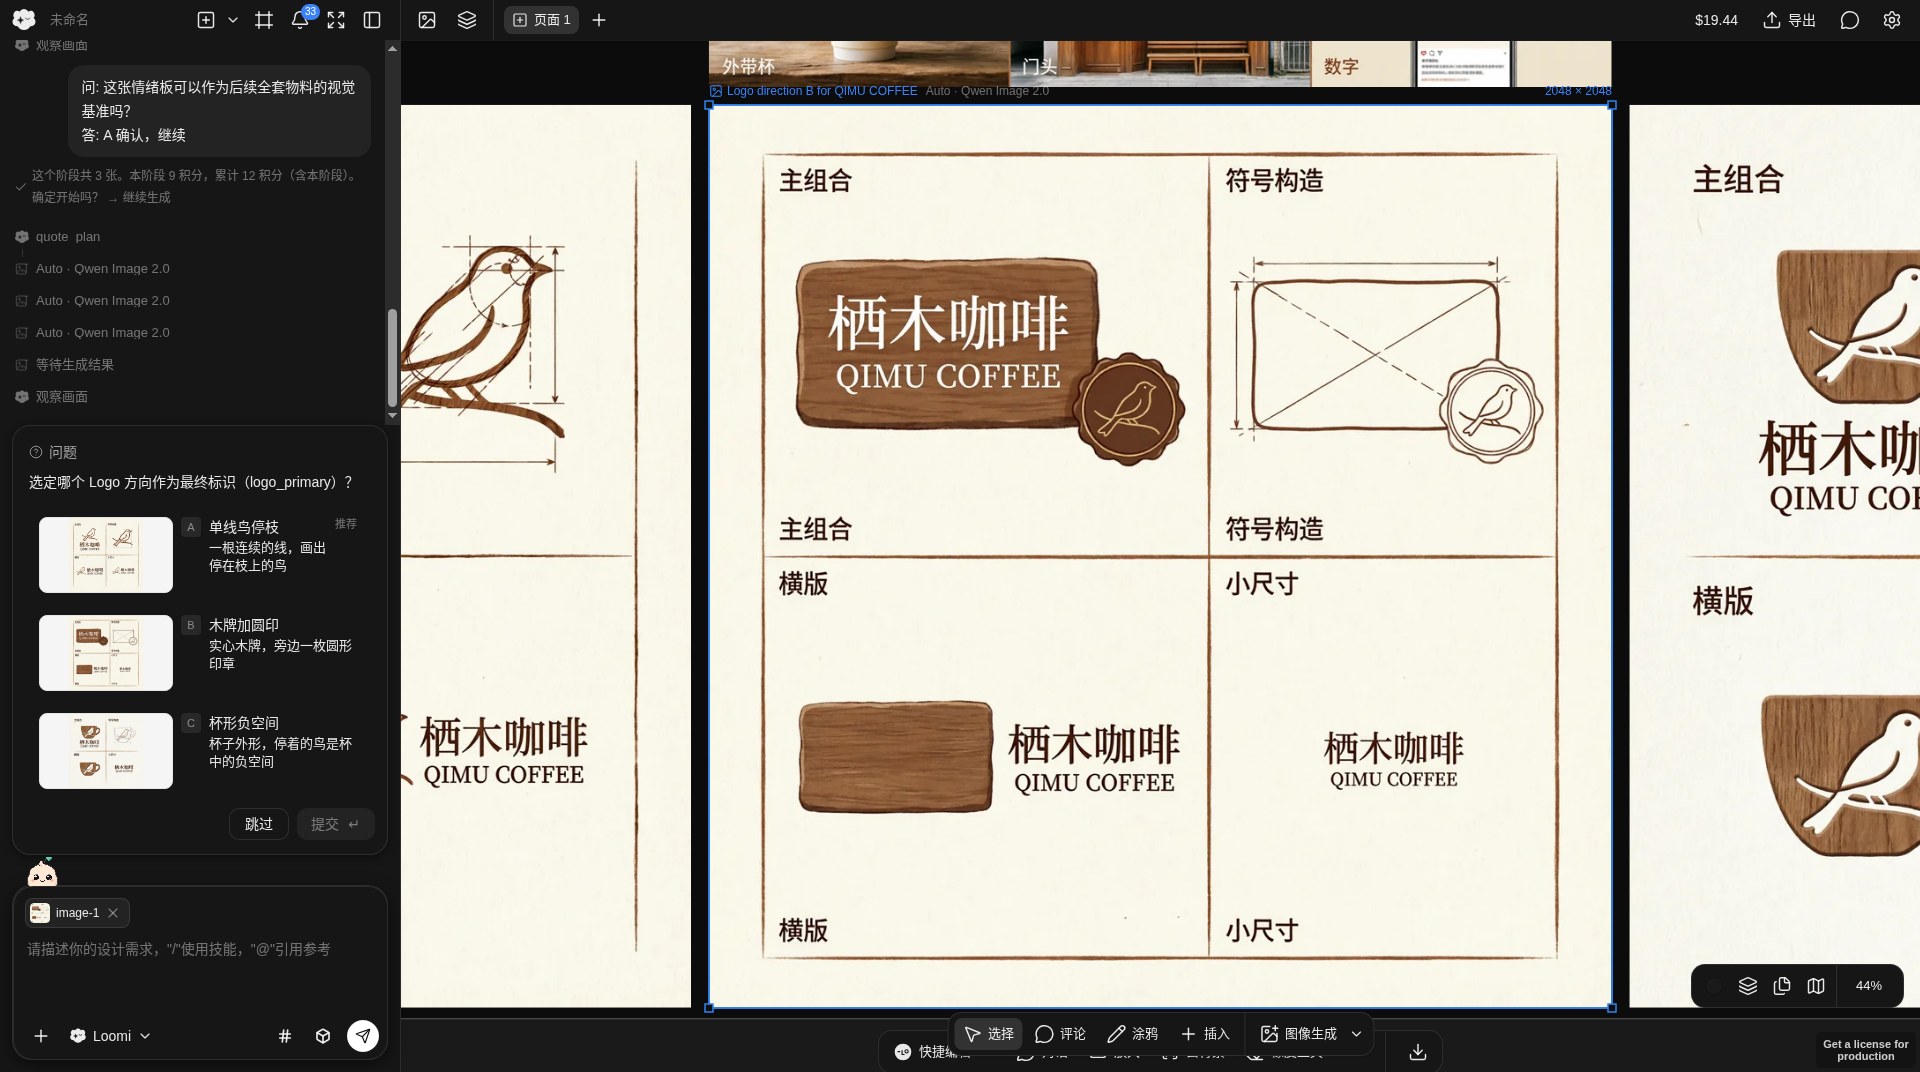 未命名
33
页面 1
$19.44
导出
观察画面
问: 这张情绪板可以作为后续全套物料的视觉
基准吗?
答: A 确认，继续
这个阶段共 3 张。本阶段 9 积分，累计 12 积分（含本阶段）。
确定开始吗？ → 继续生成
quote plan
Auto · Qwen Image 2.0
Auto · Qwen Image 2.0
Auto · Qwen Image 2.0
等待生成结果
观察画面
问题
选定哪个 Logo 方向作为最终标识（logo_primary）?
A
单线鸟停枝
推荐
一根连续的线，画出
停在枝上的鸟
B
木牌加圆印
实心木牌，旁边一枚圆形
印章
C
杯形负空间
杯子外形，停着的鸟是杯
中的负空间
跳过
提交
image-1
请描述你的设计需求，"/"使用技能，"@"引用参考
Loomi
外带杯
门头
数字
Logo direction B for QIMU COFFEE
Auto · Qwen Image 2.0
2048 × 2048
栖木咖啡
QIMU COFFEE
主组合
符号构造
栖木咖啡
QIMU COFFEE
主组合
符号构造
横版
小尺寸
栖木咖啡
QIMU COFFEE
栖木咖啡
QIMU COFFEE
横版
小尺寸
主组合
栖木咖
QIMU COF
横版
44%
选择
评论
涂鸦
插入
图像生成
快捷编
Get a license for
production